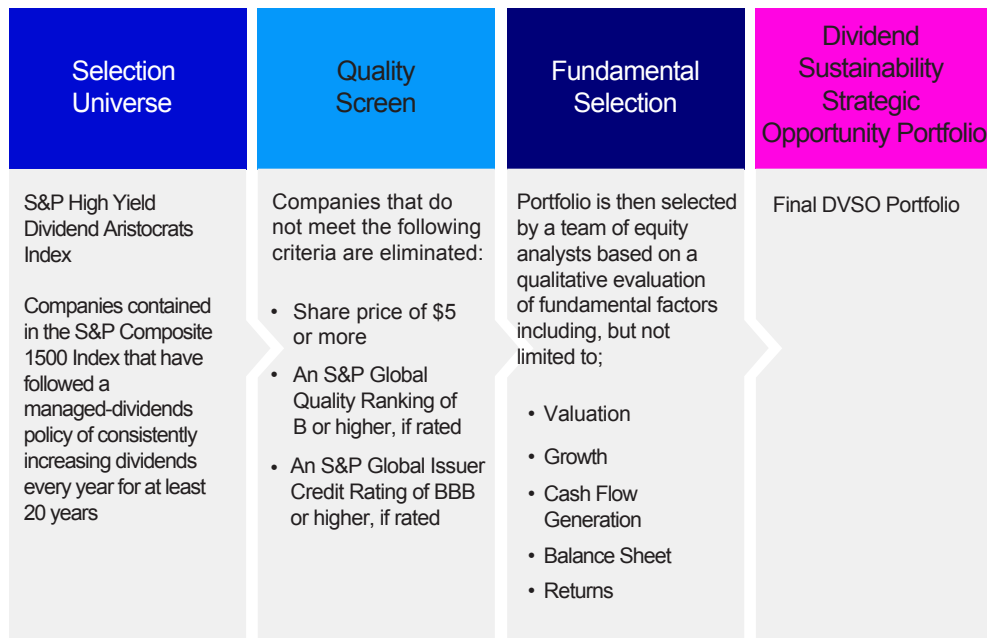 Selection
Universe
S&P High Yield
Dividend Aristocrats
Index
Companies contained
in the S&P Composite
1500 Index that have
followed a
managed-dividends
policy of consistently
increasing dividends
every year for at least
20 years
Quality
Screen
Companies that do
not meet the following
criteria are eliminated:
• Share price of $5
or more
• An S&P Global
Quality Ranking of
B or higher, if rated
• An S&P Global Issuer
Credit Rating of BBB
or higher, if rated
Fundamental
Selection
Portfolio is then selected
by a team of equity
analysts based on a
qualitative evaluation
of fundamental factors
including, but not
limited to;
• Valuation
• Growth
• Cash Flow
Generation
• Balance Sheet
• Returns
Dividend
Sustainability
Strategic
Opportunity Portfolio
Final DVSO Portfolio